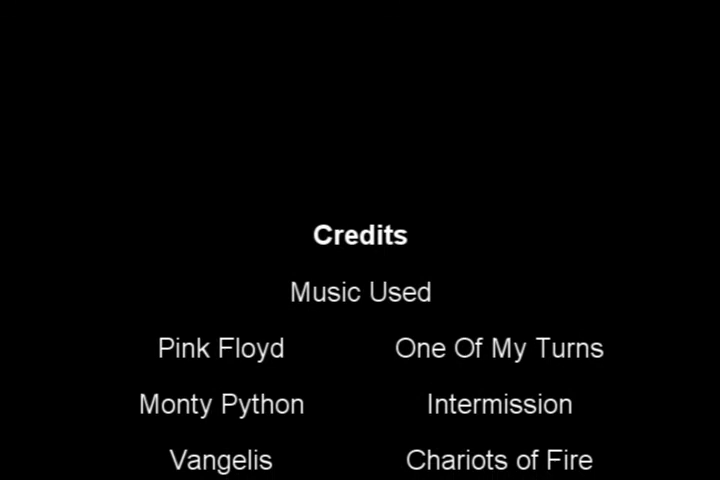 Credits
Music Used
Pink Floyd One Of My Turns
Monty Python Intermission
Vangelis Chariots of Fire